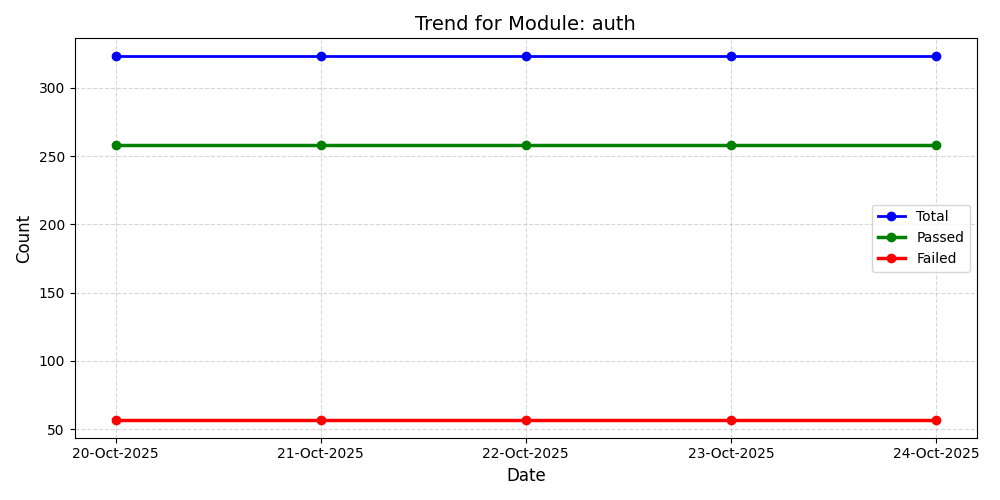 Trend for Module: auth
300
250
200
150
100
50
Count
Total
Passed
Failed
20-Oct-2025
21-Oct-2025
22-Oct-2025
23-Oct-2025
24-Oct-2025
Date